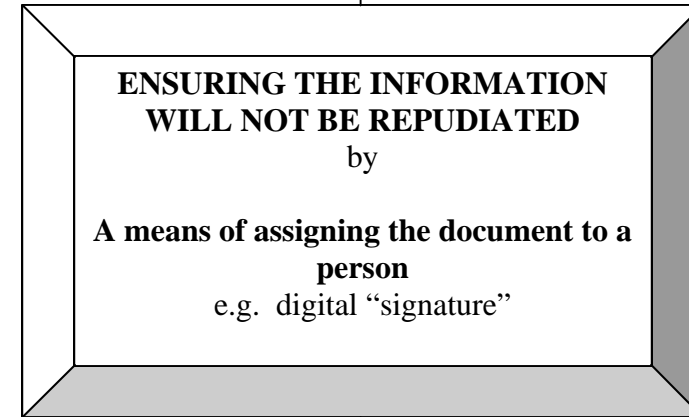 ENSURING THE INFORMATION
WILL NOT BE REPUDIATED
by
A means of assigning the document to a
person
e.g. digital “signature”